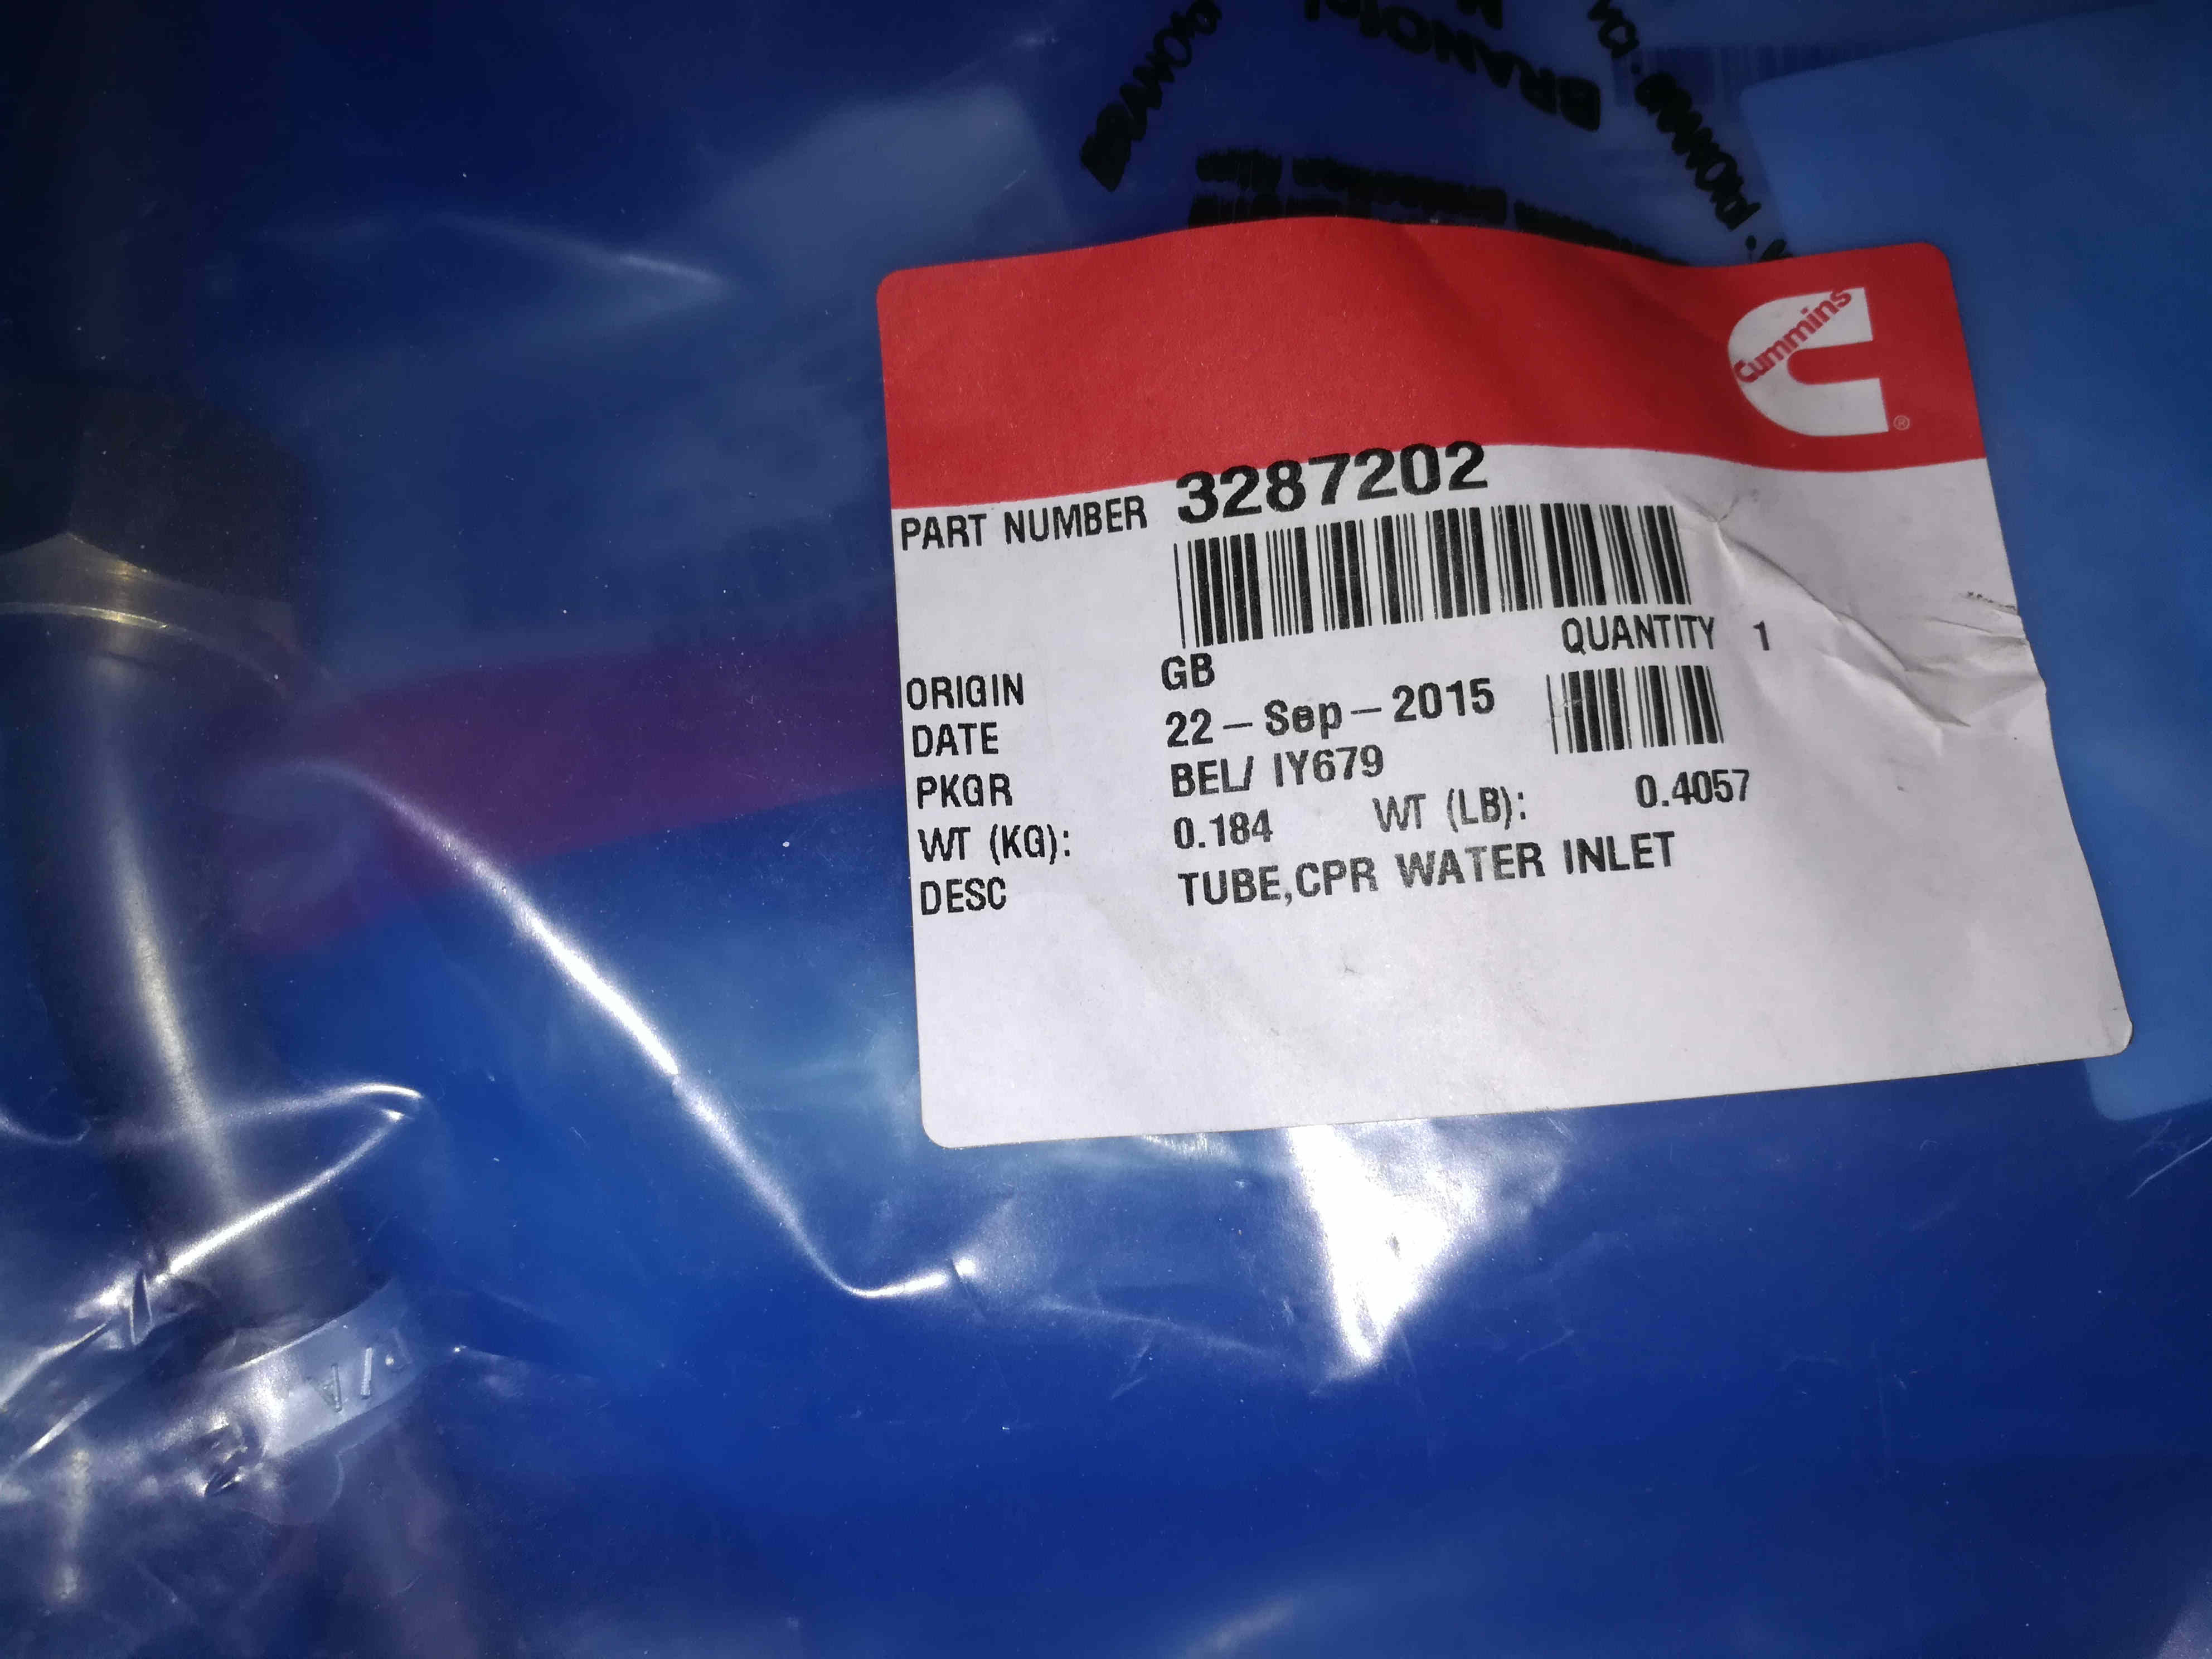 BRAND
Cummins
®
PART NUMBER 3287202
QUANTITY 1
ORIGIN GB
DATE 22-Sep-2015
PKGR BEL/ IY679
WT (KG): 0.184 WT (LB): 0.4057
DESC TUBE,CPR WATER INLET